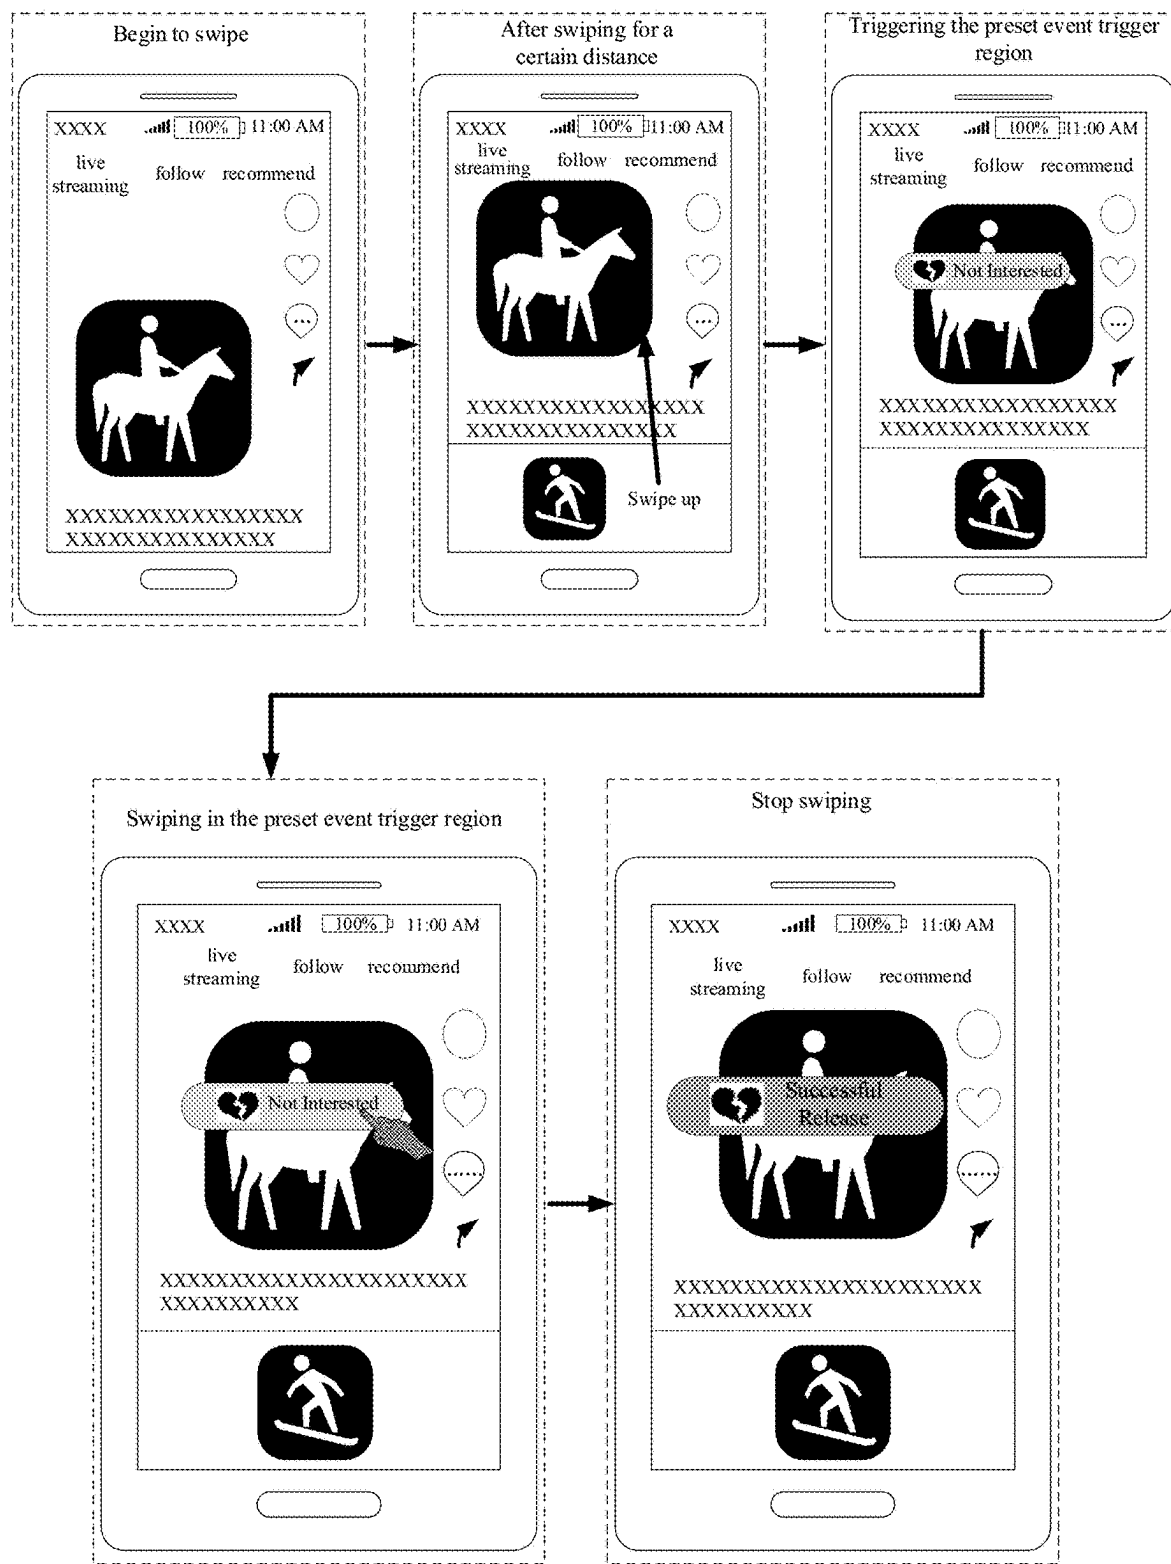 Begin to swipe
XXXX 100% 11:00 AM
live
streaming
follow recommend
...
XXXXXXXXXXXXXXXXX
XXXXXXXXXXXXXXX
After swiping for a
certain distance
XXXX 100% 11:00 AM
live
streaming
follow recommend
...
XXXXXXXXXXXXXXXXX
XXXXXXXXXXXXXXX
Swipe up
Triggering the preset event trigger
region
XXXX 100% 11:00 AM
live
streaming
follow recommend
Not Interested
...
XXXXXXXXXXXXXXXXX
XXXXXXXXXXXXXXX
Swiping in the preset event trigger region
XXXX 100% 11:00 AM
live
streaming
follow recommend
Not Interested
......
XXXXXXXXXXXXXXXXXXXXXX
XXXXXXXXXX
Stop swiping
XXXX 100% 11:00 AM
live
streaming
follow recommend
Successful
Release
......
XXXXXXXXXXXXXXXXXXXXXX
XXXXXXXXXX